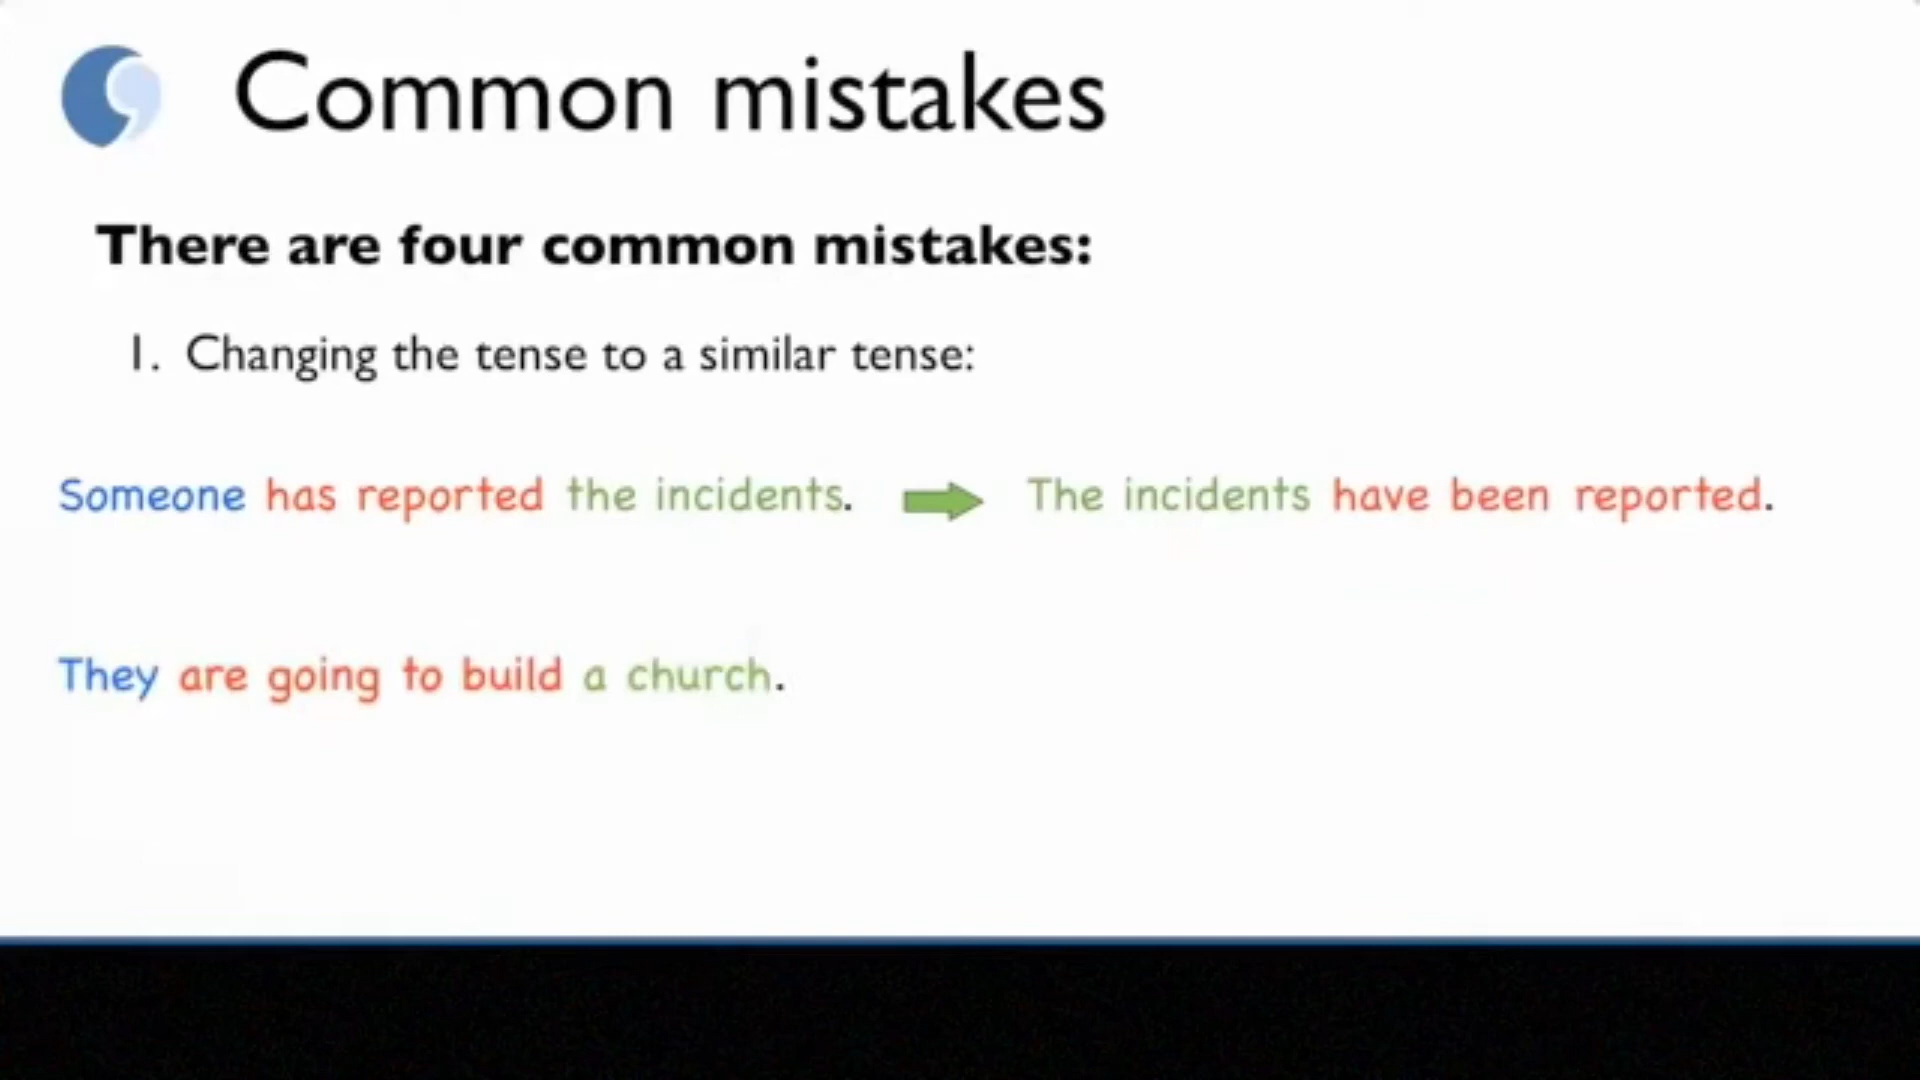 Common mistakes
There are four common mistakes:
1. Changing the tense to a similar tense:
Someone has reported the incidents. The incidents have been reported.
They are going to build a church.